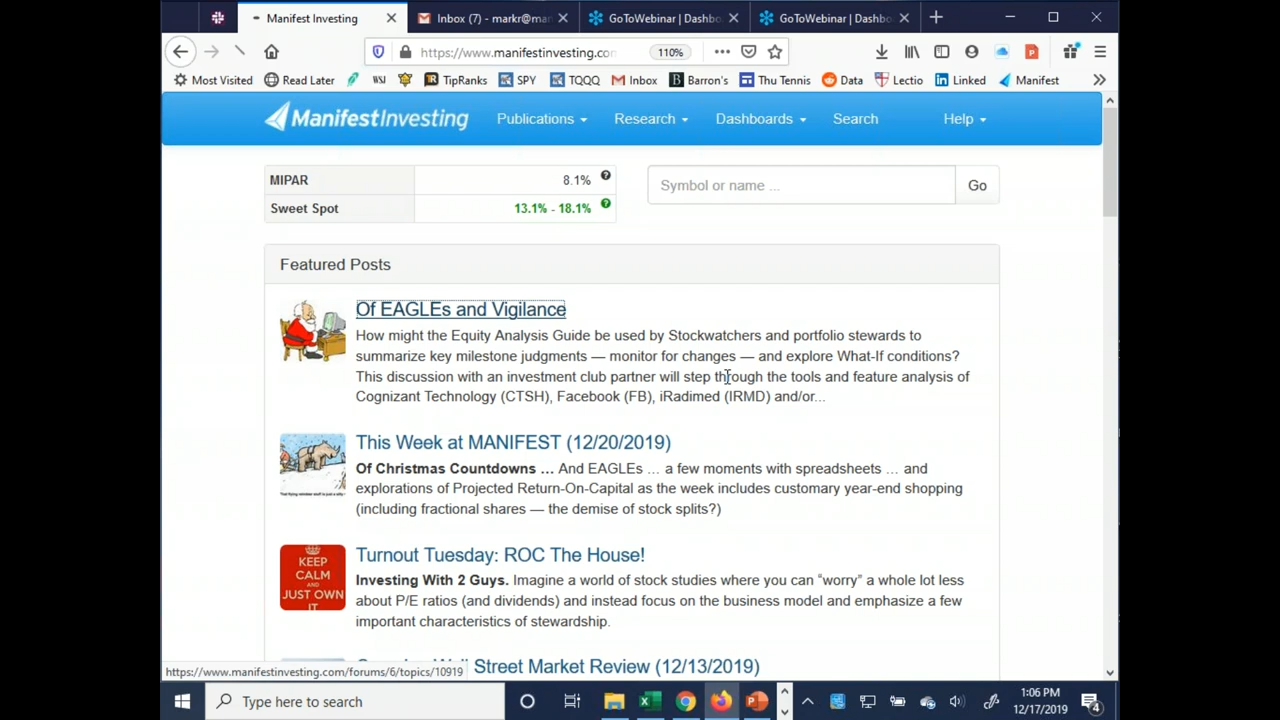 Manifest Investing
Inbox (7) - markr@ma
GoToWebinar | Dashbo
GoToWebinar | Dashbo
https://www.manifestinvesting.co
110%
Most Visited
Read Later
WSJ
TipRanks
SPY
TQQQ
Inbox
Barron's
Thu Tennis
Data
Lectio
Linked
Manifest
ManifestInvesting
Publications
Research
Dashboards
Search
Help
MIPAR
8.1%
Symbol or name ...
Go
Sweet Spot
13.1% - 18.1%
Featured Posts
Of EAGLEs and Vigilance
How might the Equity Analysis Guide be used by Stockwatchers and portfolio stewards to
summarize key milestone judgments — monitor for changes — and explore What-If conditions?
This discussion with an investment club partner will step through the tools and feature analysis of
Cognizant Technology (CTSH), Facebook (FB), iRadimed (IRMD) and/or...
This Week at MANIFEST (12/20/2019)
Of Christmas Countdowns … And EAGLEs … a few moments with spreadsheets … and
explorations of Projected Return-On-Capital as the week includes customary year-end shopping
(including fractional shares — the demise of stock splits?)
Turnout Tuesday: ROC The House!
KEEP
CALM
AND
JUST OWN
IT
Investing With 2 Guys. Imagine a world of stock studies where you can “worry” a whole lot less
about P/E ratios (and dividends) and instead focus on the business model and emphasize a few
important characteristics of stewardship.
Street Market Review (12/13/2019)
https://www.manifestinvesting.com/forums/6/topics/10919
Type here to search
1:06 PM
12/17/2019
4